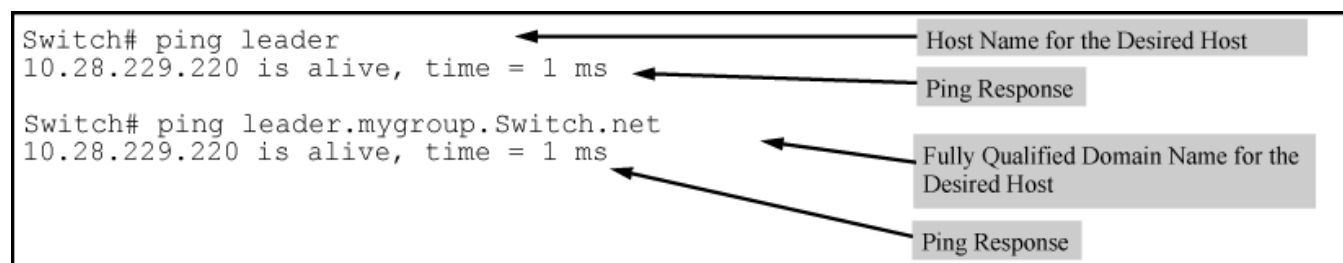 Switch# ping leader
Host Name for the Desired Host
10.28.229.220 is alive, time = 1 ms
Ping Response
Switch# ping leader.mygroup.Switch.net
10.28.229.220 is alive, time = 1 ms
Fully Qualified Domain Name for the
Desired Host
Ping Response